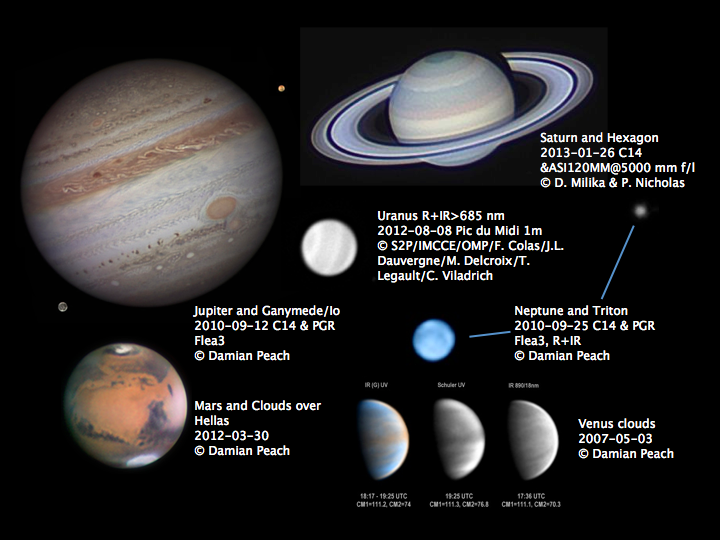 Saturn and Hexagon
2013-01-26 C14
&ASI120MM@5000 mm f/l
© D. Milika & P. Nicholas
Uranus R+IR>685 nm
2012-08-08 Pic du Midi 1m
© S2P/IMCCE/OMP/F. Colas/J.L.
Dauvergne/M. Delcroix/T.
Legault/C. Viladrich
Jupiter and Ganymede/Io
2010-09-12 C14 & PGR
Flea3
© Damian Peach
Neptune and Triton
2010-09-25 C14 & PGR
Flea3, R+IR
© Damian Peach
Mars and Clouds over
Hellas
2012-03-30
© Damian Peach
IR (G) UV
Schuler UV
IR 890/18nm
18:17 - 19:25 UTC
CM1=111.2, CM2=74
19:25 UTC
CM1=111.3, CM2=76.8
17:36 UTC
CM1=111.1, CM2=70.3
Venus clouds
2007-05-03
© Damian Peach